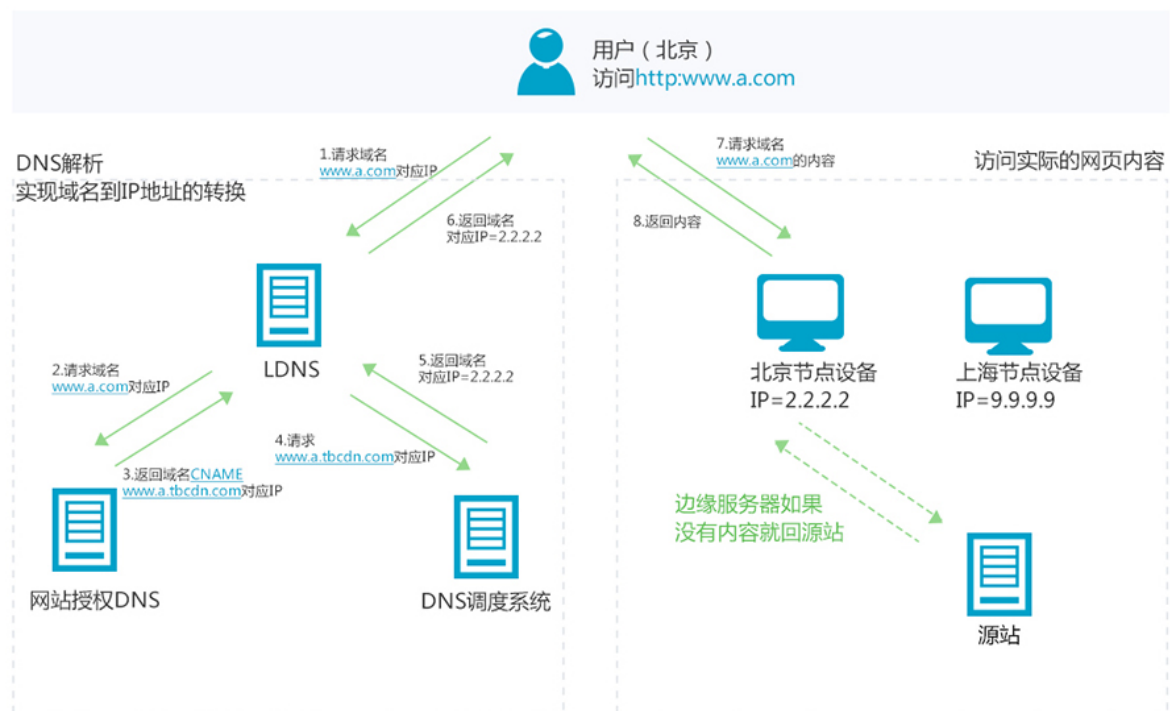 用户（北京）
访问http:www.a.com
DNS解析
实现域名到IP地址的转换
1.请求域名
www.a.com对应IP
6.返回域名
对应IP=2.2.2.2
LDNS
2.请求域名
www.a.com对应IP
5.返回域名
对应IP=2.2.2.2
4.请求
www.a.tbcdn.com对应IP
3.返回域名CNAME
www.a.tbcdn.com对应IP
网站授权DNS
DNS调度系统
7.请求域名
www.a.com的内容
访问实际的网页内容
8.返回内容
北京节点设备
IP=2.2.2.2
上海节点设备
IP=9.9.9.9
边缘服务器如果
没有内容就回源站
源站